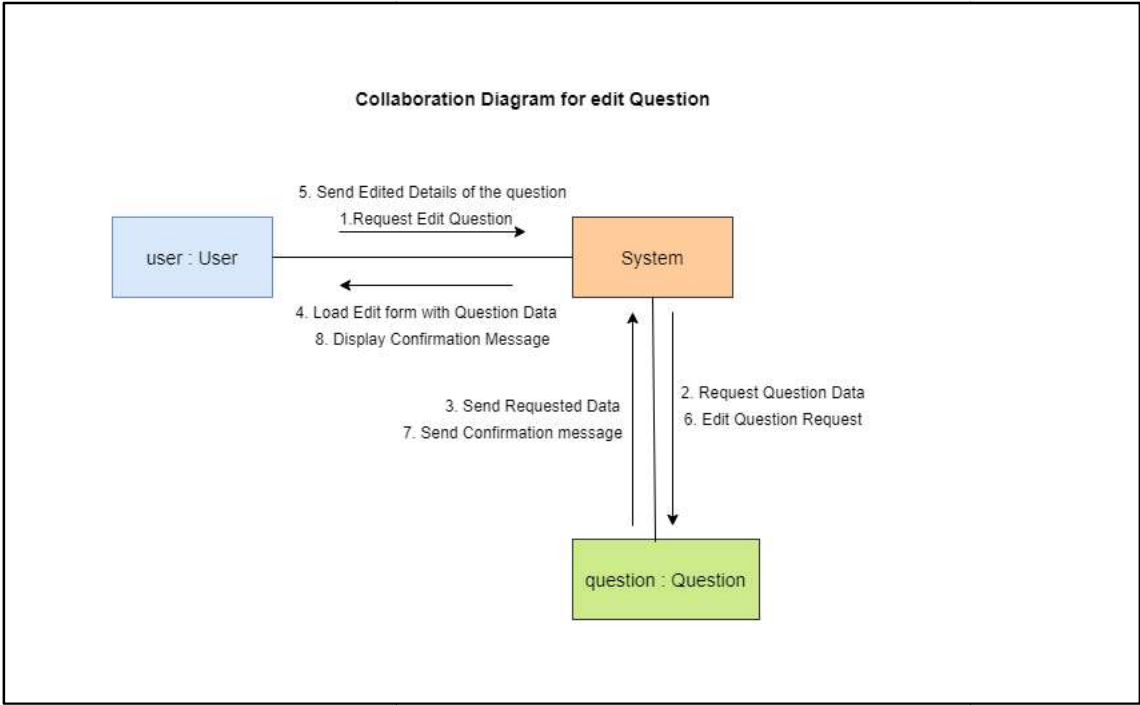 Collaboration Diagram for edit Question
5. Send Edited Details of the question
1.Request Edit Question
user : User
System
4. Load Edit form with Question Data
8. Display Confirmation Message
2. Request Question Data
3. Send Requested Data
6. Edit Question Request
7. Send Confirmation message
question : Question